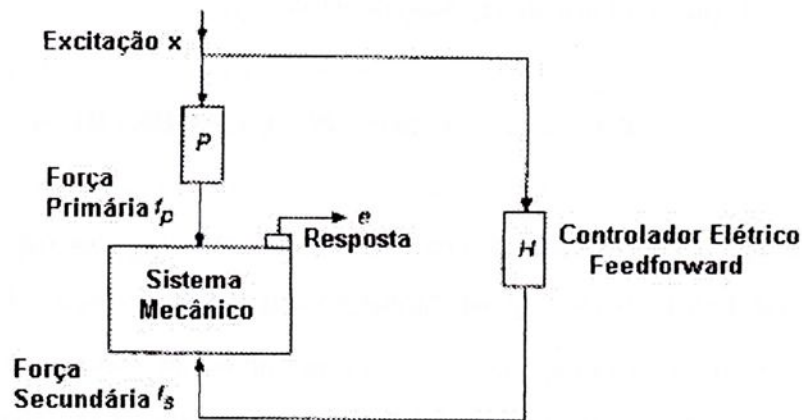 Excitação x
P
Força
Primária fp
e
Resposta
Sistema
Mecânico
H
Controlador Elétrico
Feedforward
Força
Secundária fs